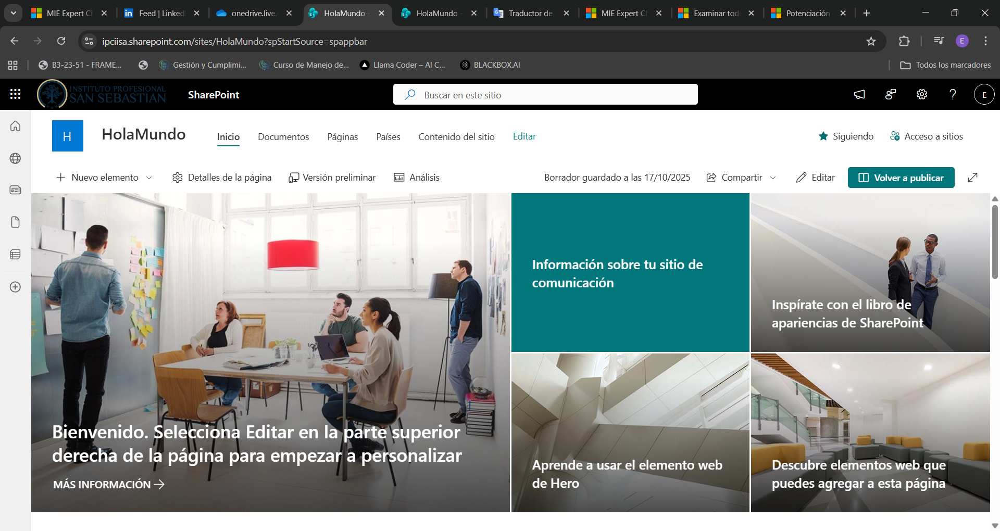 MIE Expert C
Feed | Linked
onedrive.live.
HolaMundo -
HolaMundo -
Traductor de
MIE Expert C
Examinar tod
Potenciación
ipciisa.sharepoint.com/sites/HolaMundo?spStartSource=spappbar
E
B3-23-51 - FRAME...
Gestión y Cumplimi...
Curso de Manejo de...
Llama Coder – AI C...
BLACKBOX.AI
Todos los marcadores
INSTITUTO PROFESIONAL
SAN SEBASTIAN
SharePoint
Buscar en este sitio
E
H
HolaMundo
Inicio
Documentos
Páginas
Países
Contenido del sitio
Editar
Siguiendo
Acceso a sitios
Nuevo elemento
Detalles de la página
Versión preliminar
Análisis
Borrador guardado a las 17/10/2025
Compartir
Editar
Volver a publicar
Bienvenido. Selecciona Editar en la parte superior
derecha de la página para empezar a personalizar
MÁS INFORMACIÓN
Información sobre tu sitio de
comunicación
Inspírate con el libro de
apariencias de SharePoint
Aprende a usar el elemento web
de Hero
Descubre elementos web que
puedes agregar a esta página